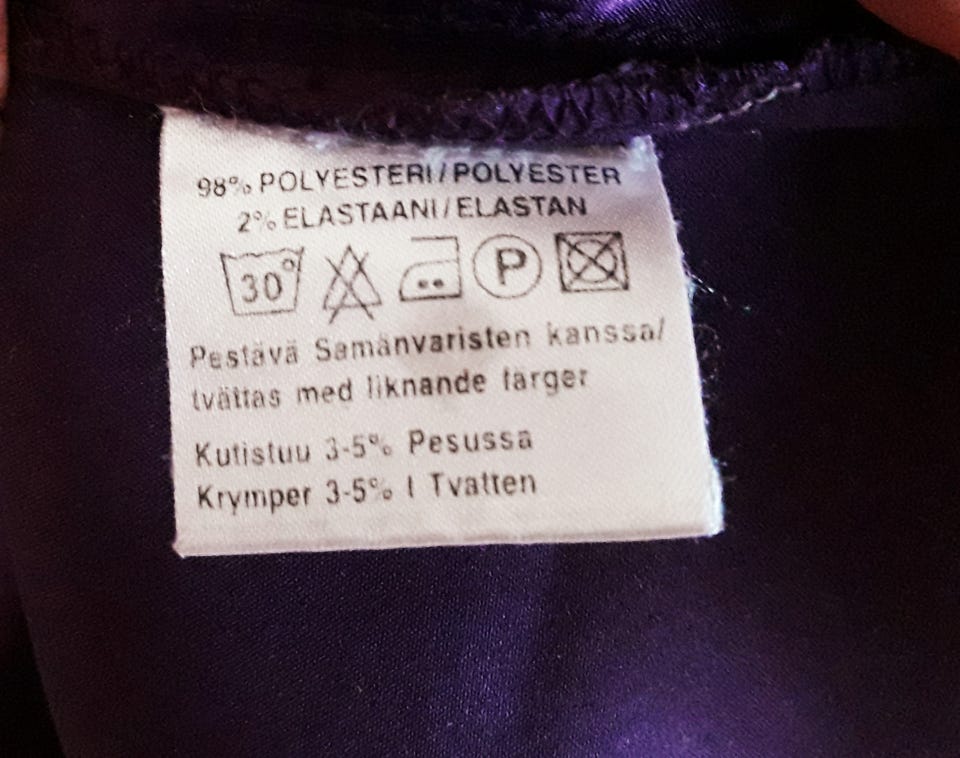 98% POLYESTERI/POLYESTER
2% ELASTAANI/ELASTAN
30° P
Pestävä Samänvaristen kanssa/
tvättas med liknande färger
Kutistuu 3-5% Pesussa
Krymper 3-5% I Tvatten